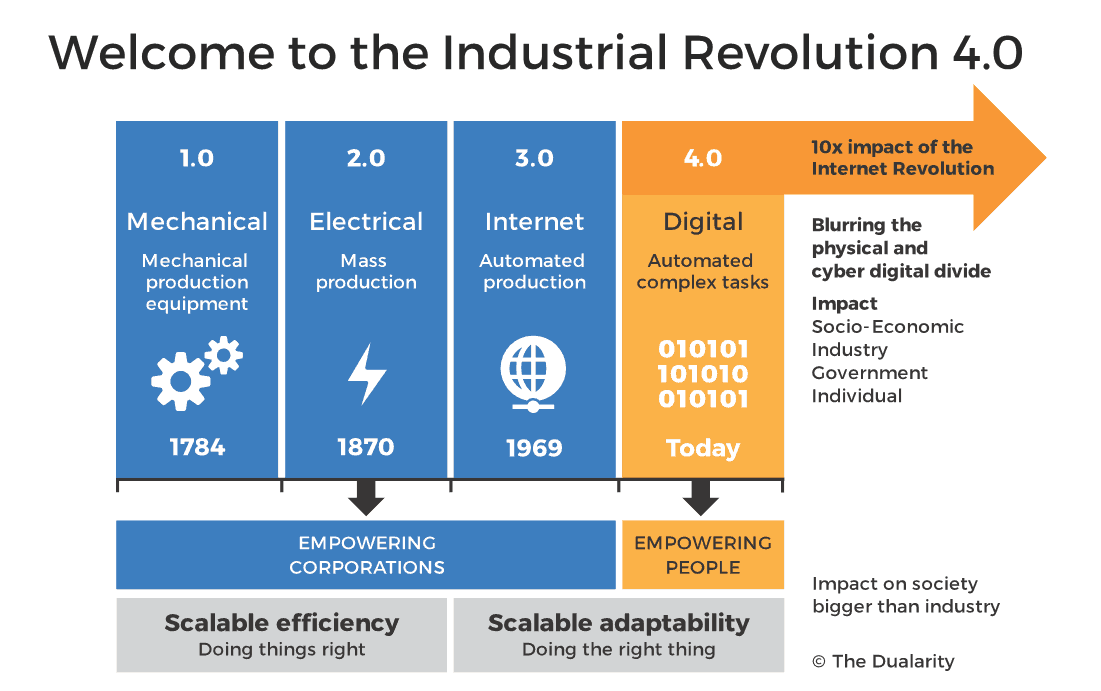 Welcome to the Industrial Revolution 4.0
1.0
Mechanical
Mechanical
production
equipment
1784
2.0
Electrical
Mass
production
1870
3.0
Internet
Automated
production
1969
4.0
Digital
Automated
complex tasks
010101
101010
010101
Today
10x impact of the
Internet Revolution
Blurring the
physical and
cyber digital divide
Impact
Socio-Economic
Industry
Government
Individual
EMPOWERING
CORPORATIONS
EMPOWERING
PEOPLE
Scalable efficiency
Doing things right
Scalable adaptability
Doing the right thing
Impact on society
bigger than industry
© The Dualarity